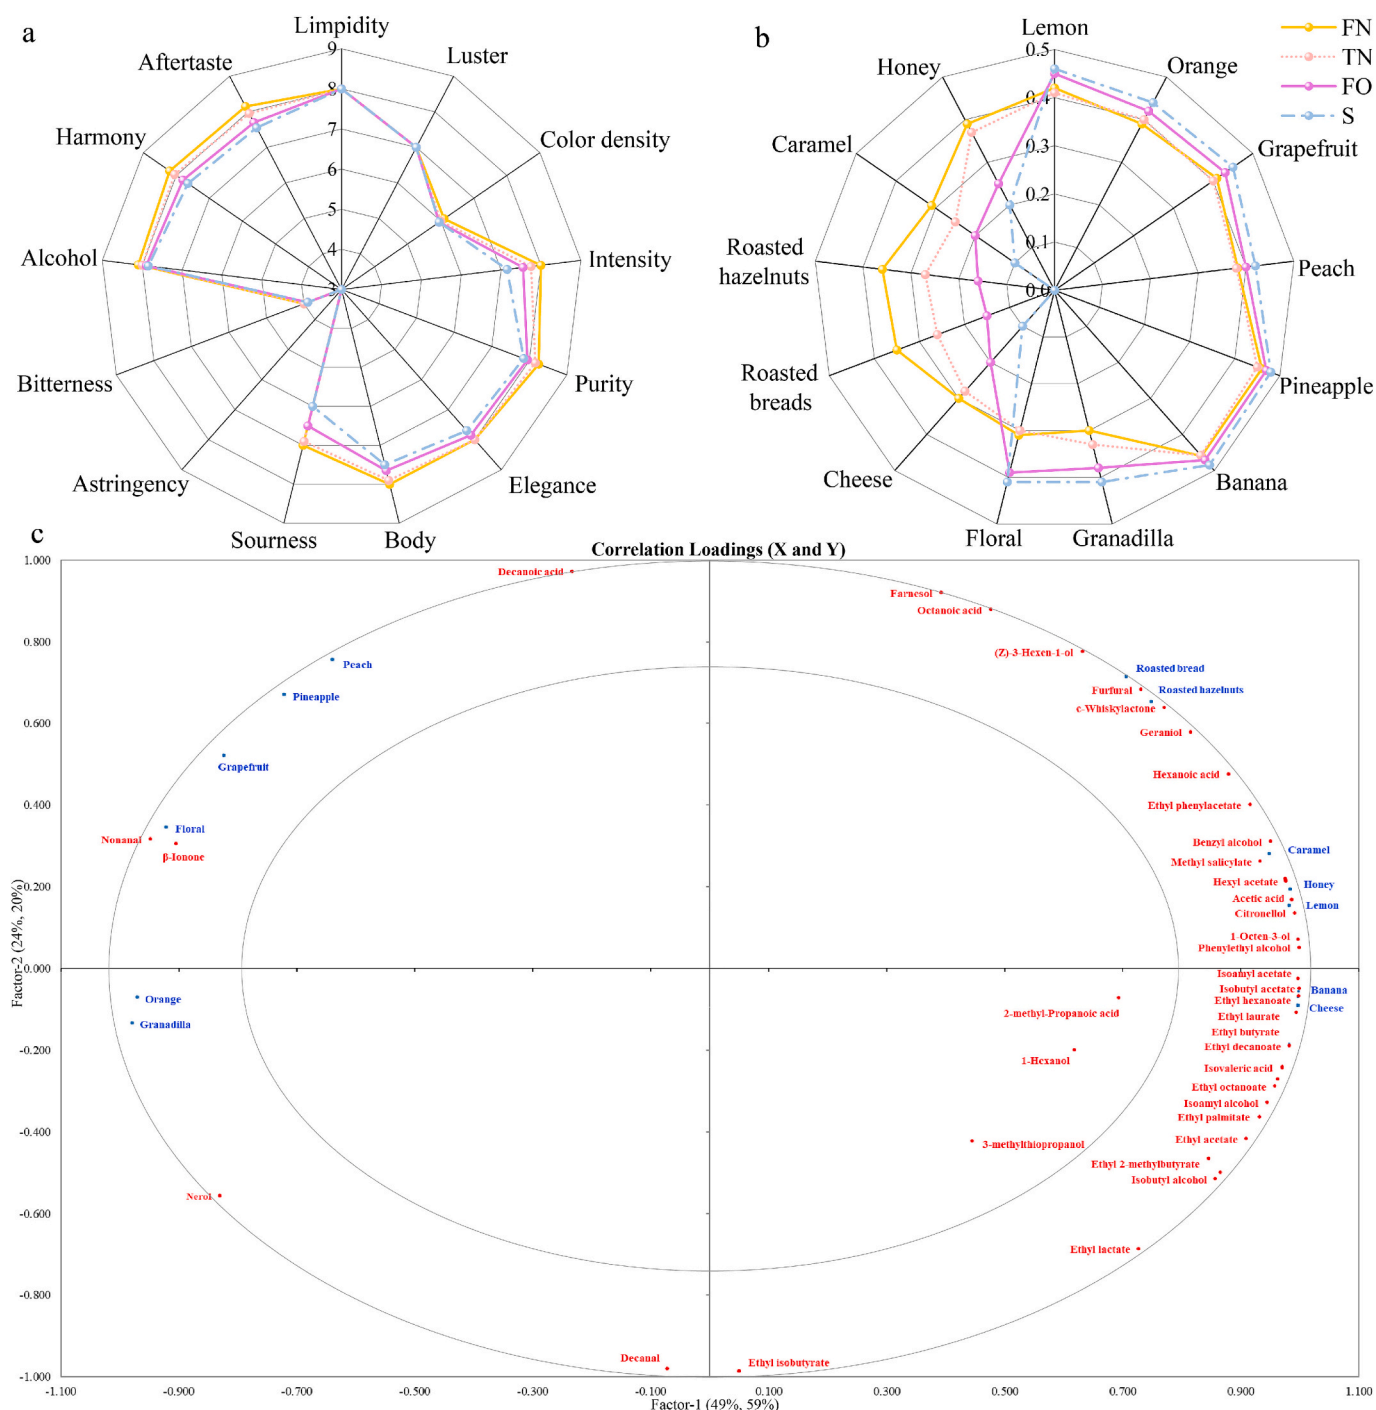 a
Limpidity
Luster
Color density
Intensity
Purity
Elegance
Body
Sourness
Astringency
Bitterness
Alcohol
Harmony
Aftertaste
9
8
7
6
5
4
3
b
Lemon
Orange
Grapefruit
Peach
Pineapple
Banana
Granadilla
Floral
Cheese
Roasted
breads
Roasted
hazelnuts
Caramel
Honey
0.5
0.4
0.3
0.2
0.1
0.0
FN
TN
FO
S
c
Correlation Loadings (X and Y)
1.000
0.800
0.600
0.400
0.200
0.000
-0.200
-0.400
-0.600
-0.800
-1.000
Factor-2 (24%, 20%)
Decanoic acid
Farnesol
Octanoic acid
(Z)-3-Hexen-1-ol
Peach
Roasted bread
Pineapple
Furfural
Roasted hazelnuts
c-Whiskylactone
Geraniol
Grapefruit
Hexanoic acid
Ethyl phenylacetate
Floral
Nonanal
Benzyl alcohol
Caramel
β-Ionone
Methyl salicylate
Hexyl acetate
Honey
Acetic acid
Lemon
Citronellol
1-Octen-3-ol
Phenylethyl alcohol
Isoamyl acetate
Isobutyl acetate
Banana
Orange
Ethyl hexanoate
Cheese
2-methyl-Propanoic acid
Ethyl laurate
Granadilla
Ethyl butyrate
Ethyl decanoate
1-Hexanol
Isovaleric acid
Ethyl octanoate
Isoamyl alcohol
Ethyl palmitate
Ethyl acetate
3-methylthiopropanol
Ethyl 2-methylbutyrate
Isobutyl alcohol
Nerol
Ethyl lactate
Decanal
Ethyl isobutyrate
-1.100
-0.900
-0.700
-0.500
-0.300
-0.100
0.100
0.300
0.500
0.700
0.900
1.100
Factor-1 (49%, 59%)